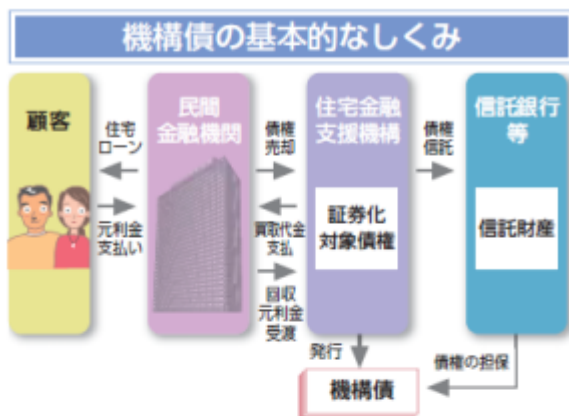 機構債の基本的なしくみ
顧客
住宅
ローン
元利金
支払い
民間
金融機関
債権
売却
買取代金
支払
回収
元利金
受渡
住宅金融
支援機構
証券化
対象債権
債権
信託
信託銀行
等
信託財産
発行
債権の担保
機構債